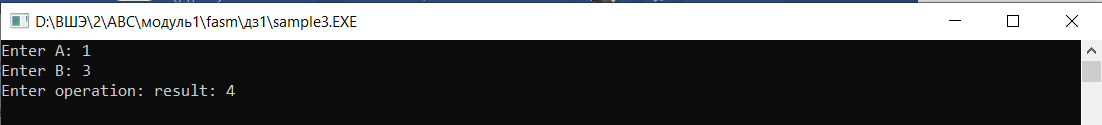 D:\ВШЭ\2\АВС\модуль1\fasm\дз1\sample3.EXE
Enter A: 1
Enter B: 3
Enter operation: result: 4